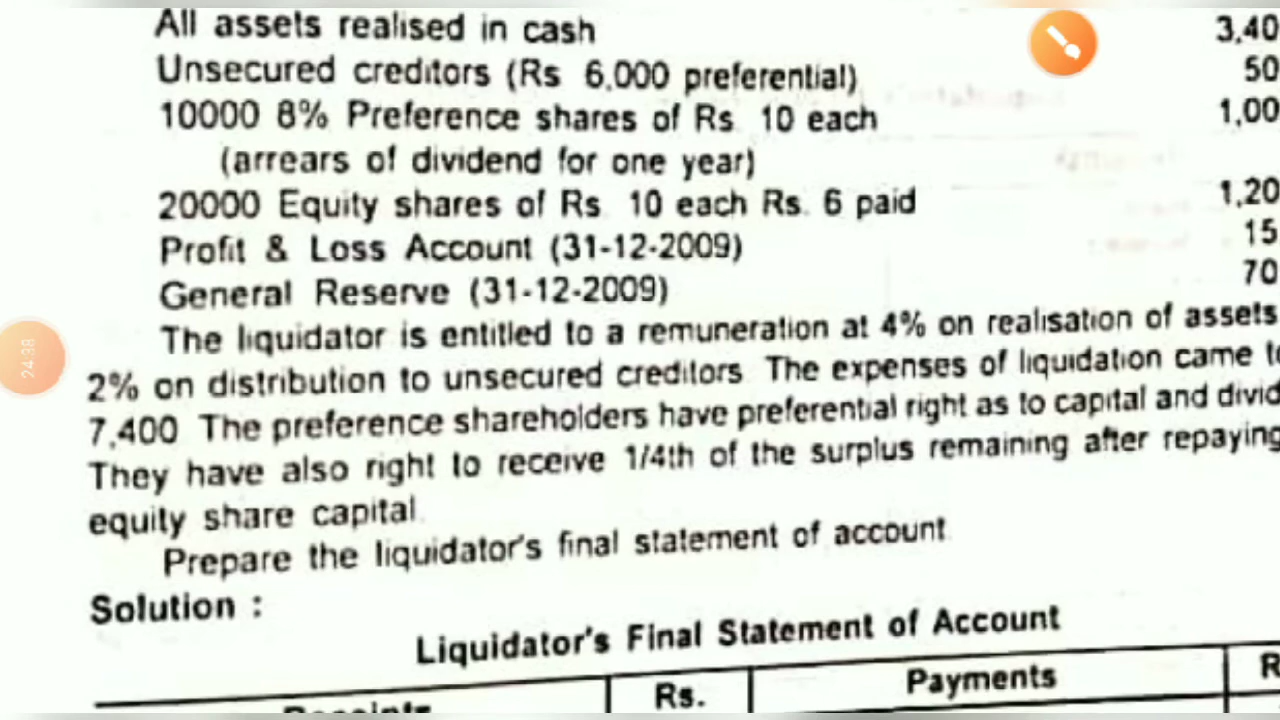 All assets realised in cash 3,40
Unsecured creditors (Rs 6,000 preferential) 50
10000 8% Preference shares of Rs 10 each 1,00
(arrears of dividend for one year)
20000 Equity shares of Rs. 10 each Rs. 6 paid 1,20
Profit & Loss Account (31-12-2009) 15
General Reserve (31-12-2009) 70
The liquidator is entitled to a remuneration at 4% on realisation of assets
2% on distribution to unsecured creditors The expenses of liquidation came to
7,400 The preference shareholders have preferential right as to capital and divid
They have also right to receive 1/4th of the surplus remaining after repaying
equity share capital.
Prepare the liquidator's final statement of account
Solution :
Liquidator's Final Statement of Account
Rs. Payments R
24:38